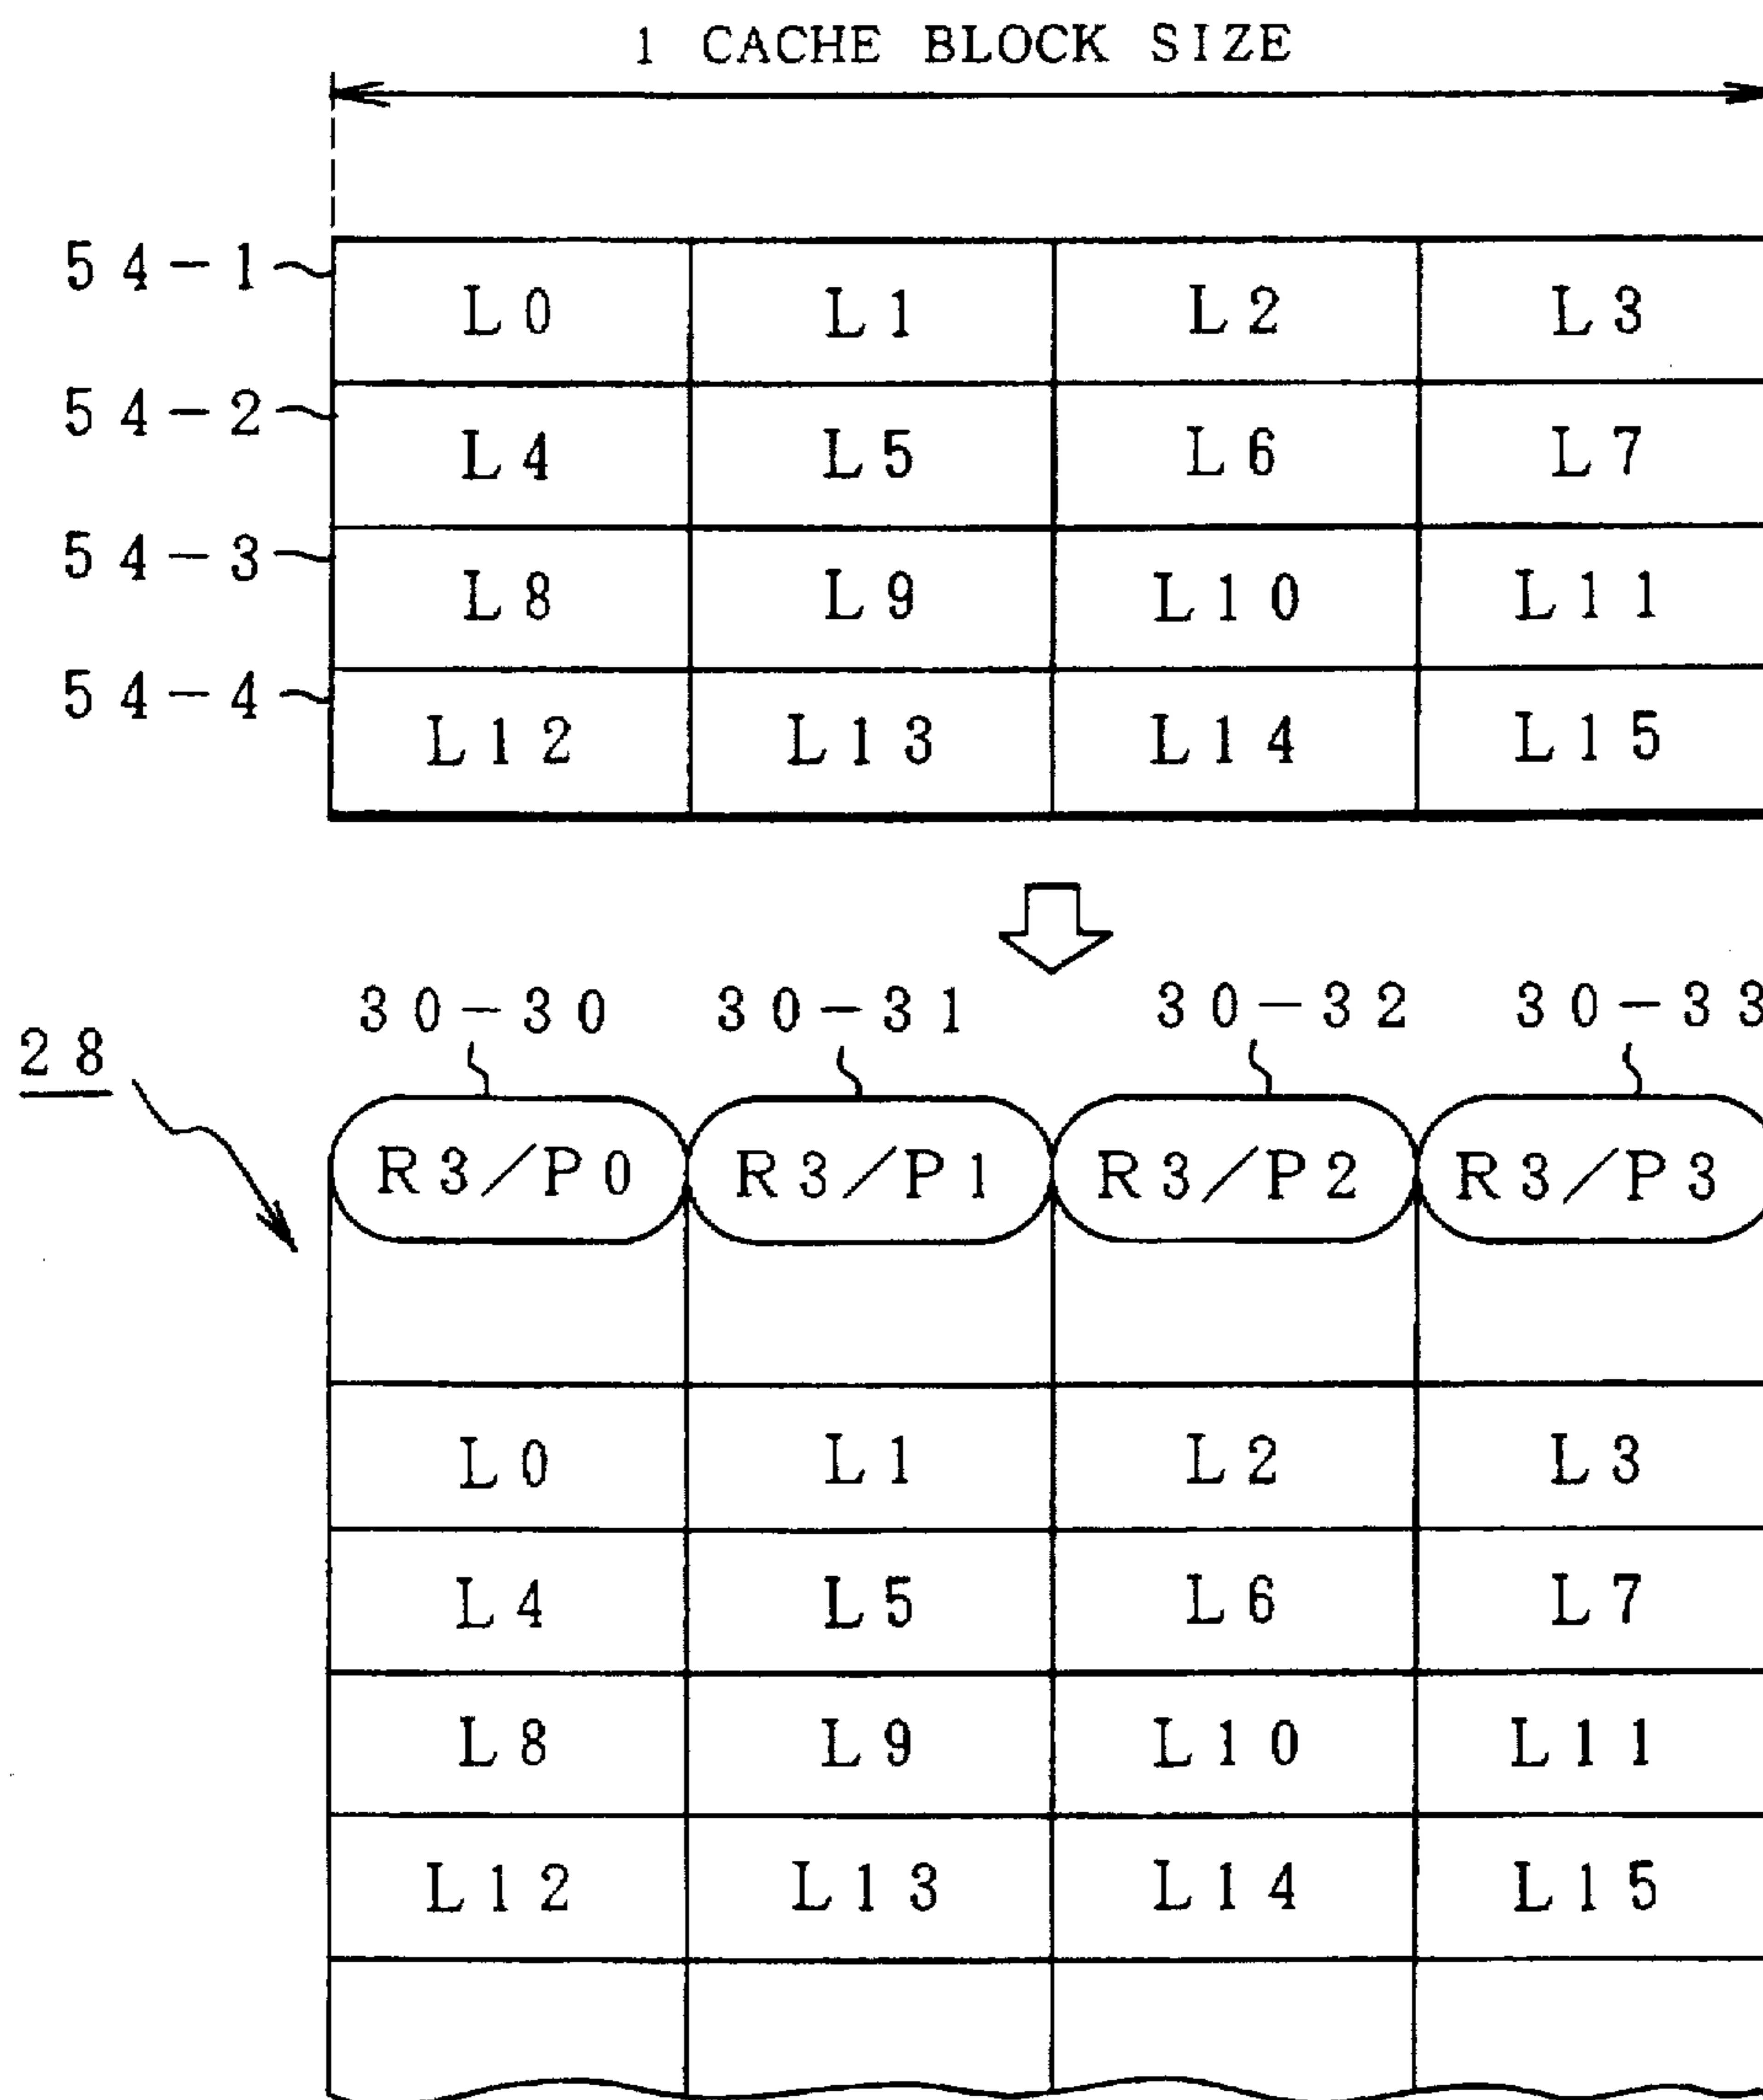 1 CACHE BLOCK SIZE
54-1 L0 L1 L2 L3
54-2 L4 L5 L6 L7
54-3 L8 L9 L10 L11
54-4 L12 L13 L14 L15
30-30 30-31 30-32 30-33
28
R3/P0 R3/P1 R3/P2 R3/P3
L0 L1 L2 L3
L4 L5 L6 L7
L8 L9 L10 L11
L12 L13 L14 L15